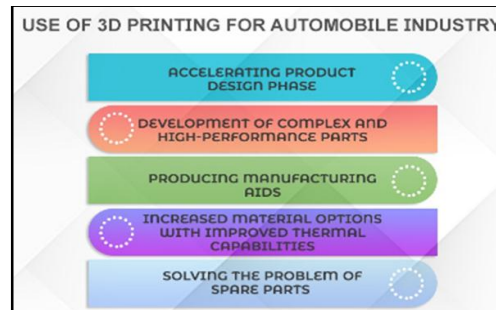 USE OF 3D PRINTING FOR AUTOMOBILE INDUSTRY
ACCELERATING PRODUCT
DESIGN PHASE
DEVELOPMENT OF COMPLEX AND
HIGH-PERFORMANCE PARTS
PRODUCING MANUFACTURING
AIDS
INCREASED MATERIAL OPTIONS
WITH IMPROVED THERMAL
CAPABILITIES
SOLVING THE PROBLEM OF
SPARE PARTS